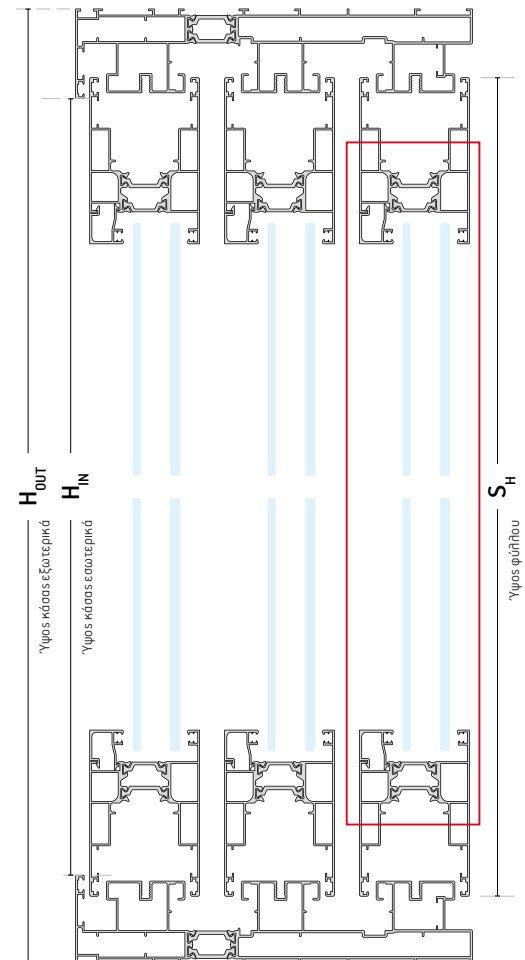 H_OUT
Ύψος κάσας εξωτερικά
H_IN
Ύψος κάσας εσωτερικά
S_H
Ύψος φύλλου